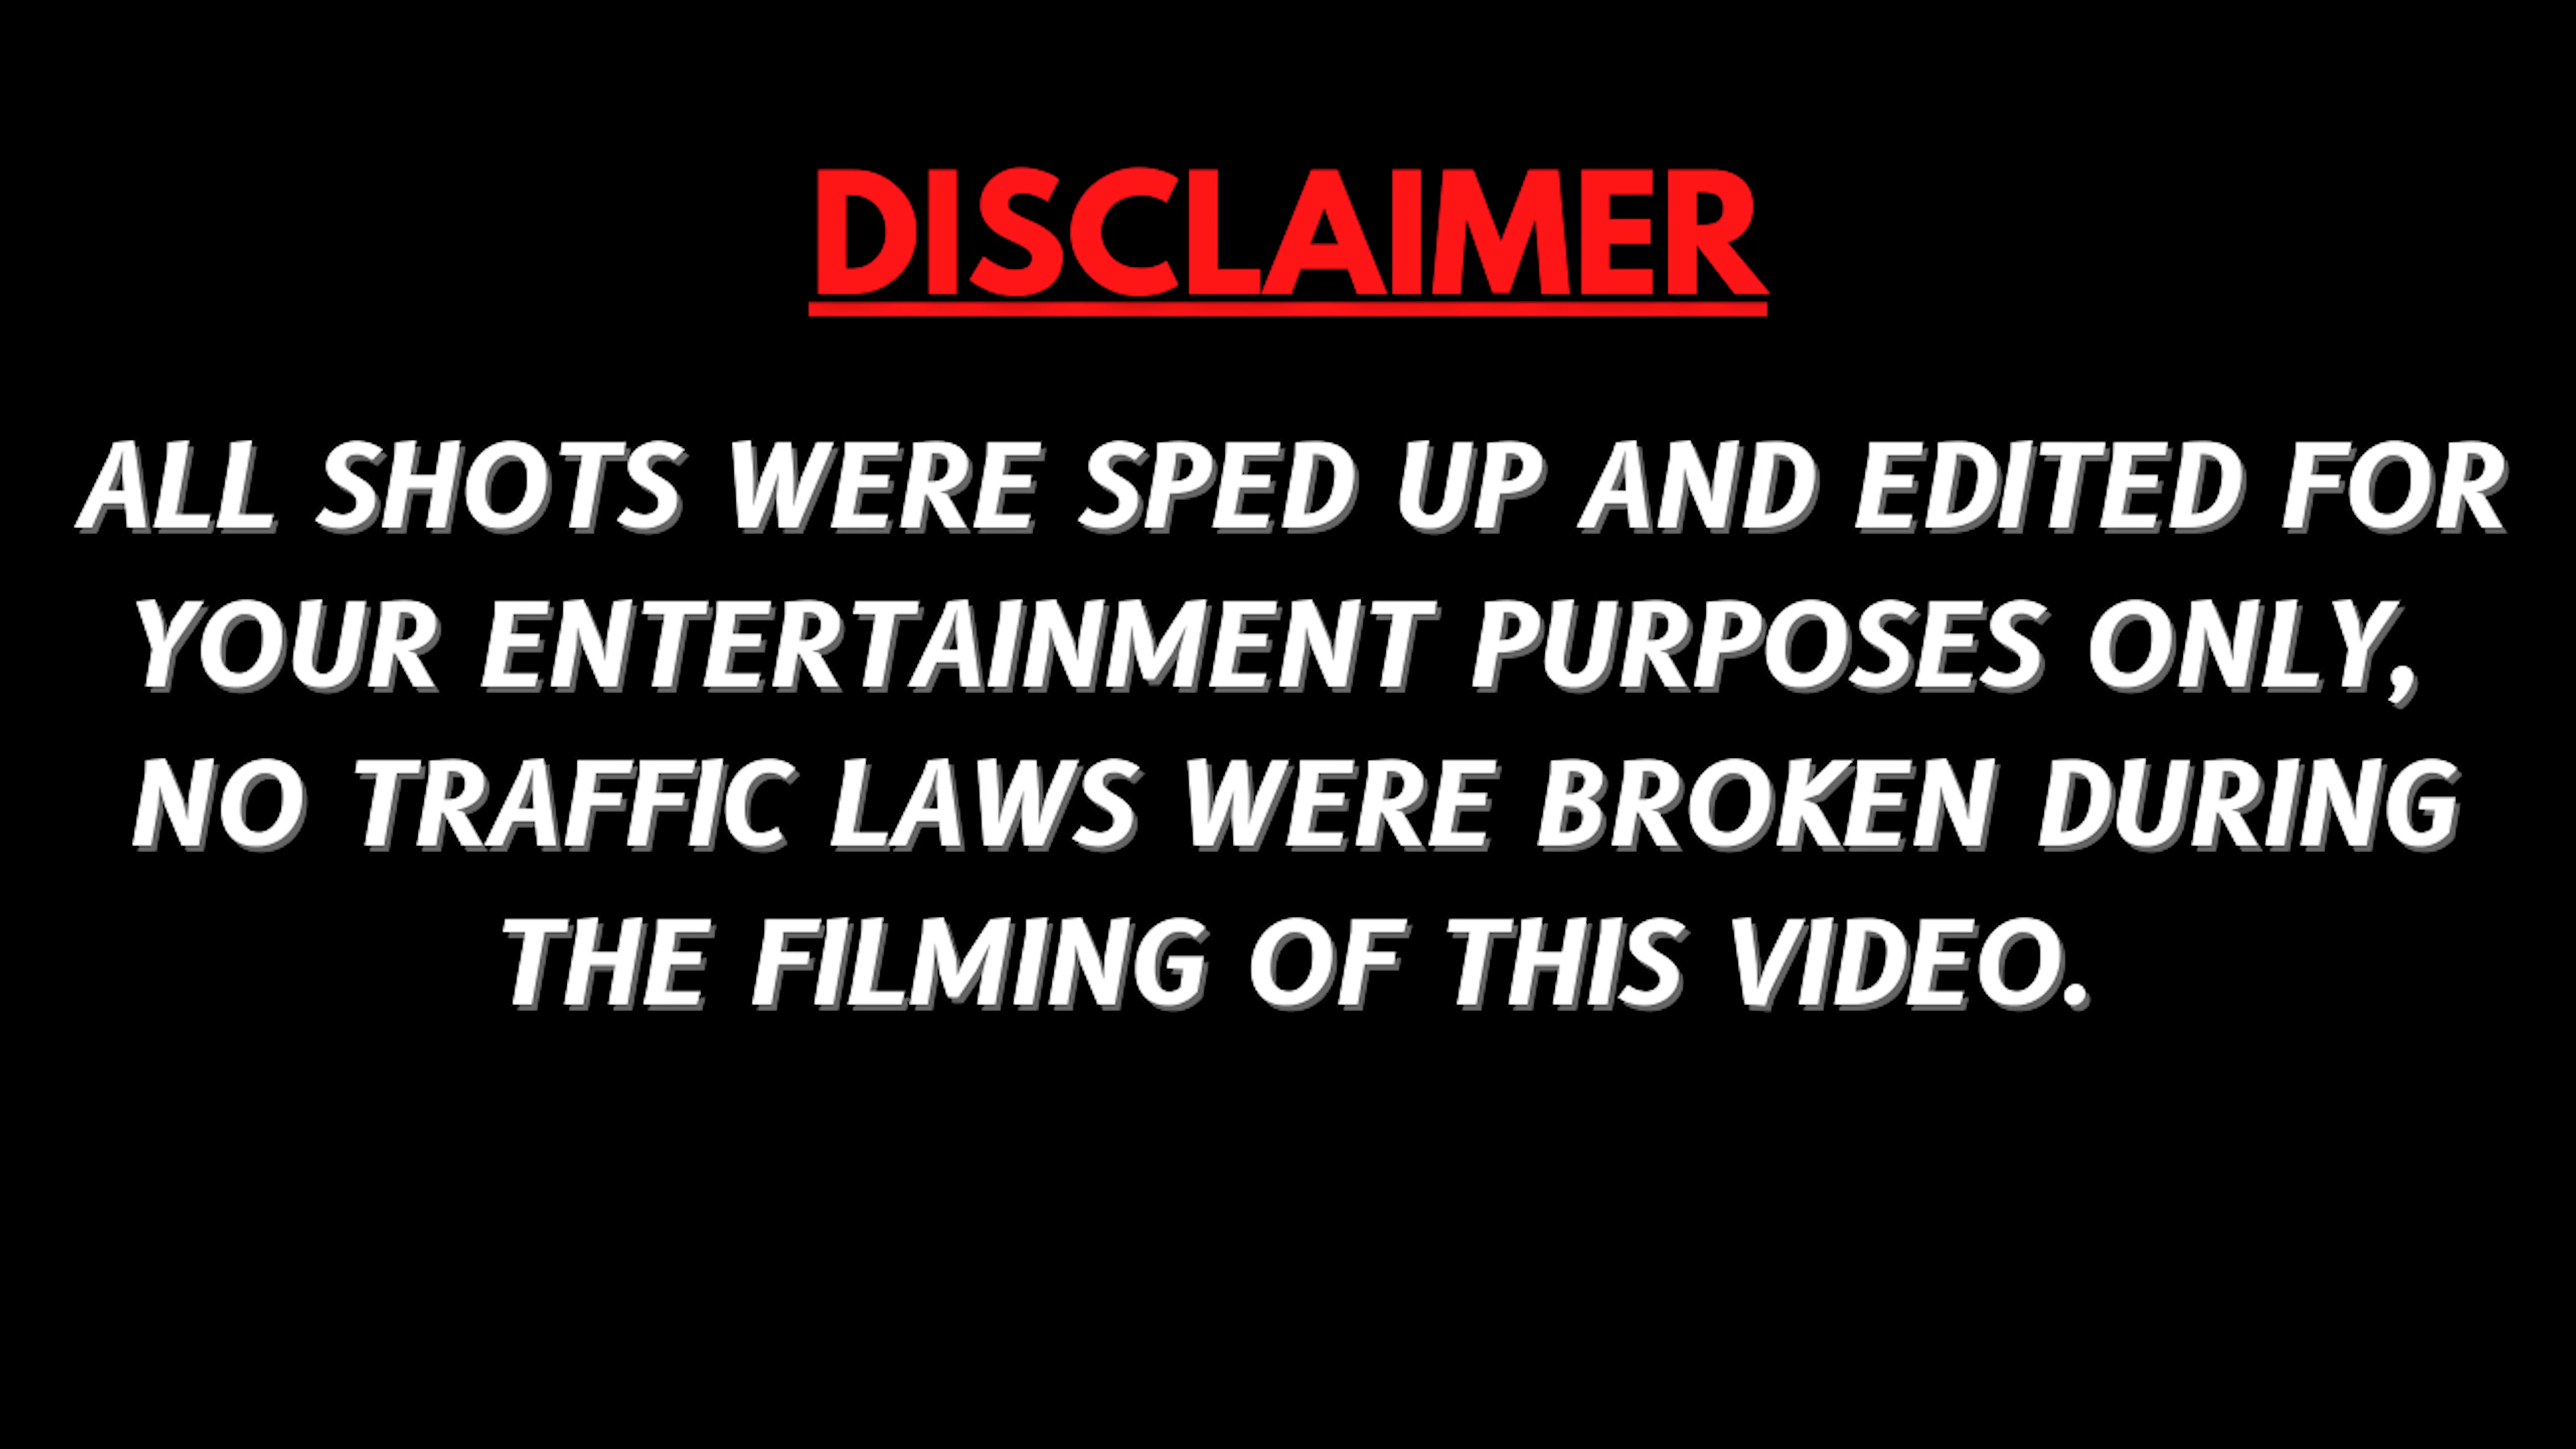 DISCLAIMER
ALL SHOTS WERE SPED UP AND EDITED FOR
YOUR ENTERTAINMENT PURPOSES ONLY,
NO TRAFFIC LAWS WERE BROKEN DURING
THE FILMING OF THIS VIDEO.